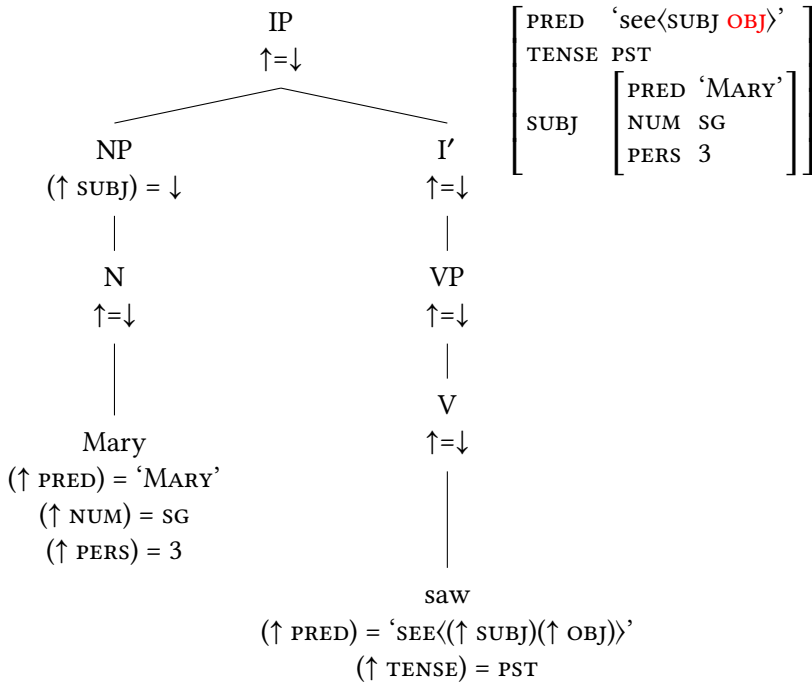 IP
↑=↓
NP
(↑ SUBJ) = ↓
I′
↑=↓
N
↑=↓
VP
↑=↓
V
↑=↓
Mary
(↑ PRED) = ‘MARY’
(↑ NUM) = SG
(↑ PERS) = 3
saw
(↑ PRED) = ‘SEE⟨(↑ SUBJ)(↑ OBJ)⟩’
(↑ TENSE) = PST
PRED ‘see⟨SUBJ OBJ⟩’
TENSE PST
SUBJ
PRED ‘MARY’
NUM SG
PERS 3